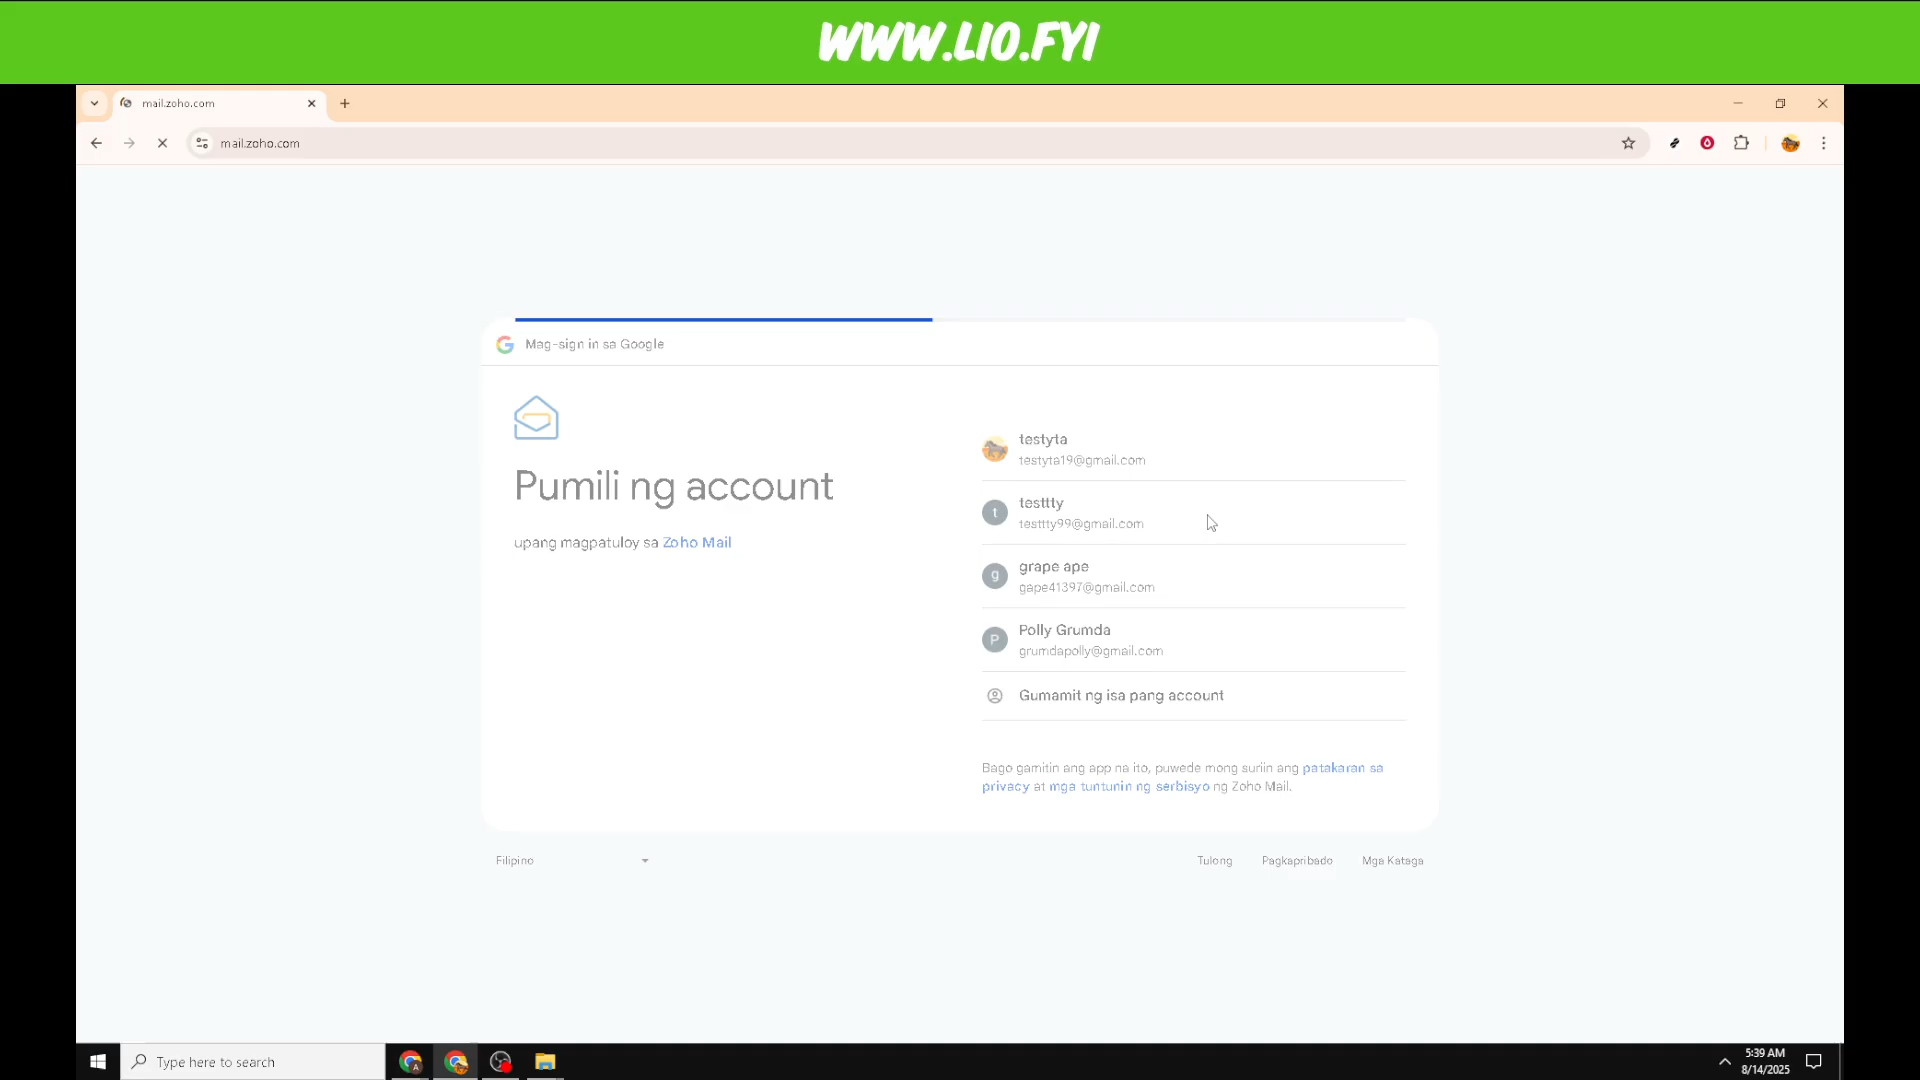 WWW.LIO.FYI
mail.zoho.com
mail.zoho.com
Mag-sign in sa Google
Pumili ng account
upang magpatuloy sa Zoho Mail
testyta
testyta19@gmail.com
t
testtty
testtty99@gmail.com
g
grape ape
gape41397@gmail.com
P
Polly Grumda
grumdapolly@gmail.com
Gumamit ng isa pang account
Bago gamitin ang app na ito, puwede mong suriin ang patakaran sa
privacy at mga tuntunin ng serbisyo ng Zoho Mail.
Filipino
Tulong
Pagkapribado
Mga Kataga
Type here to search
A
5:39 AM
8/14/2025